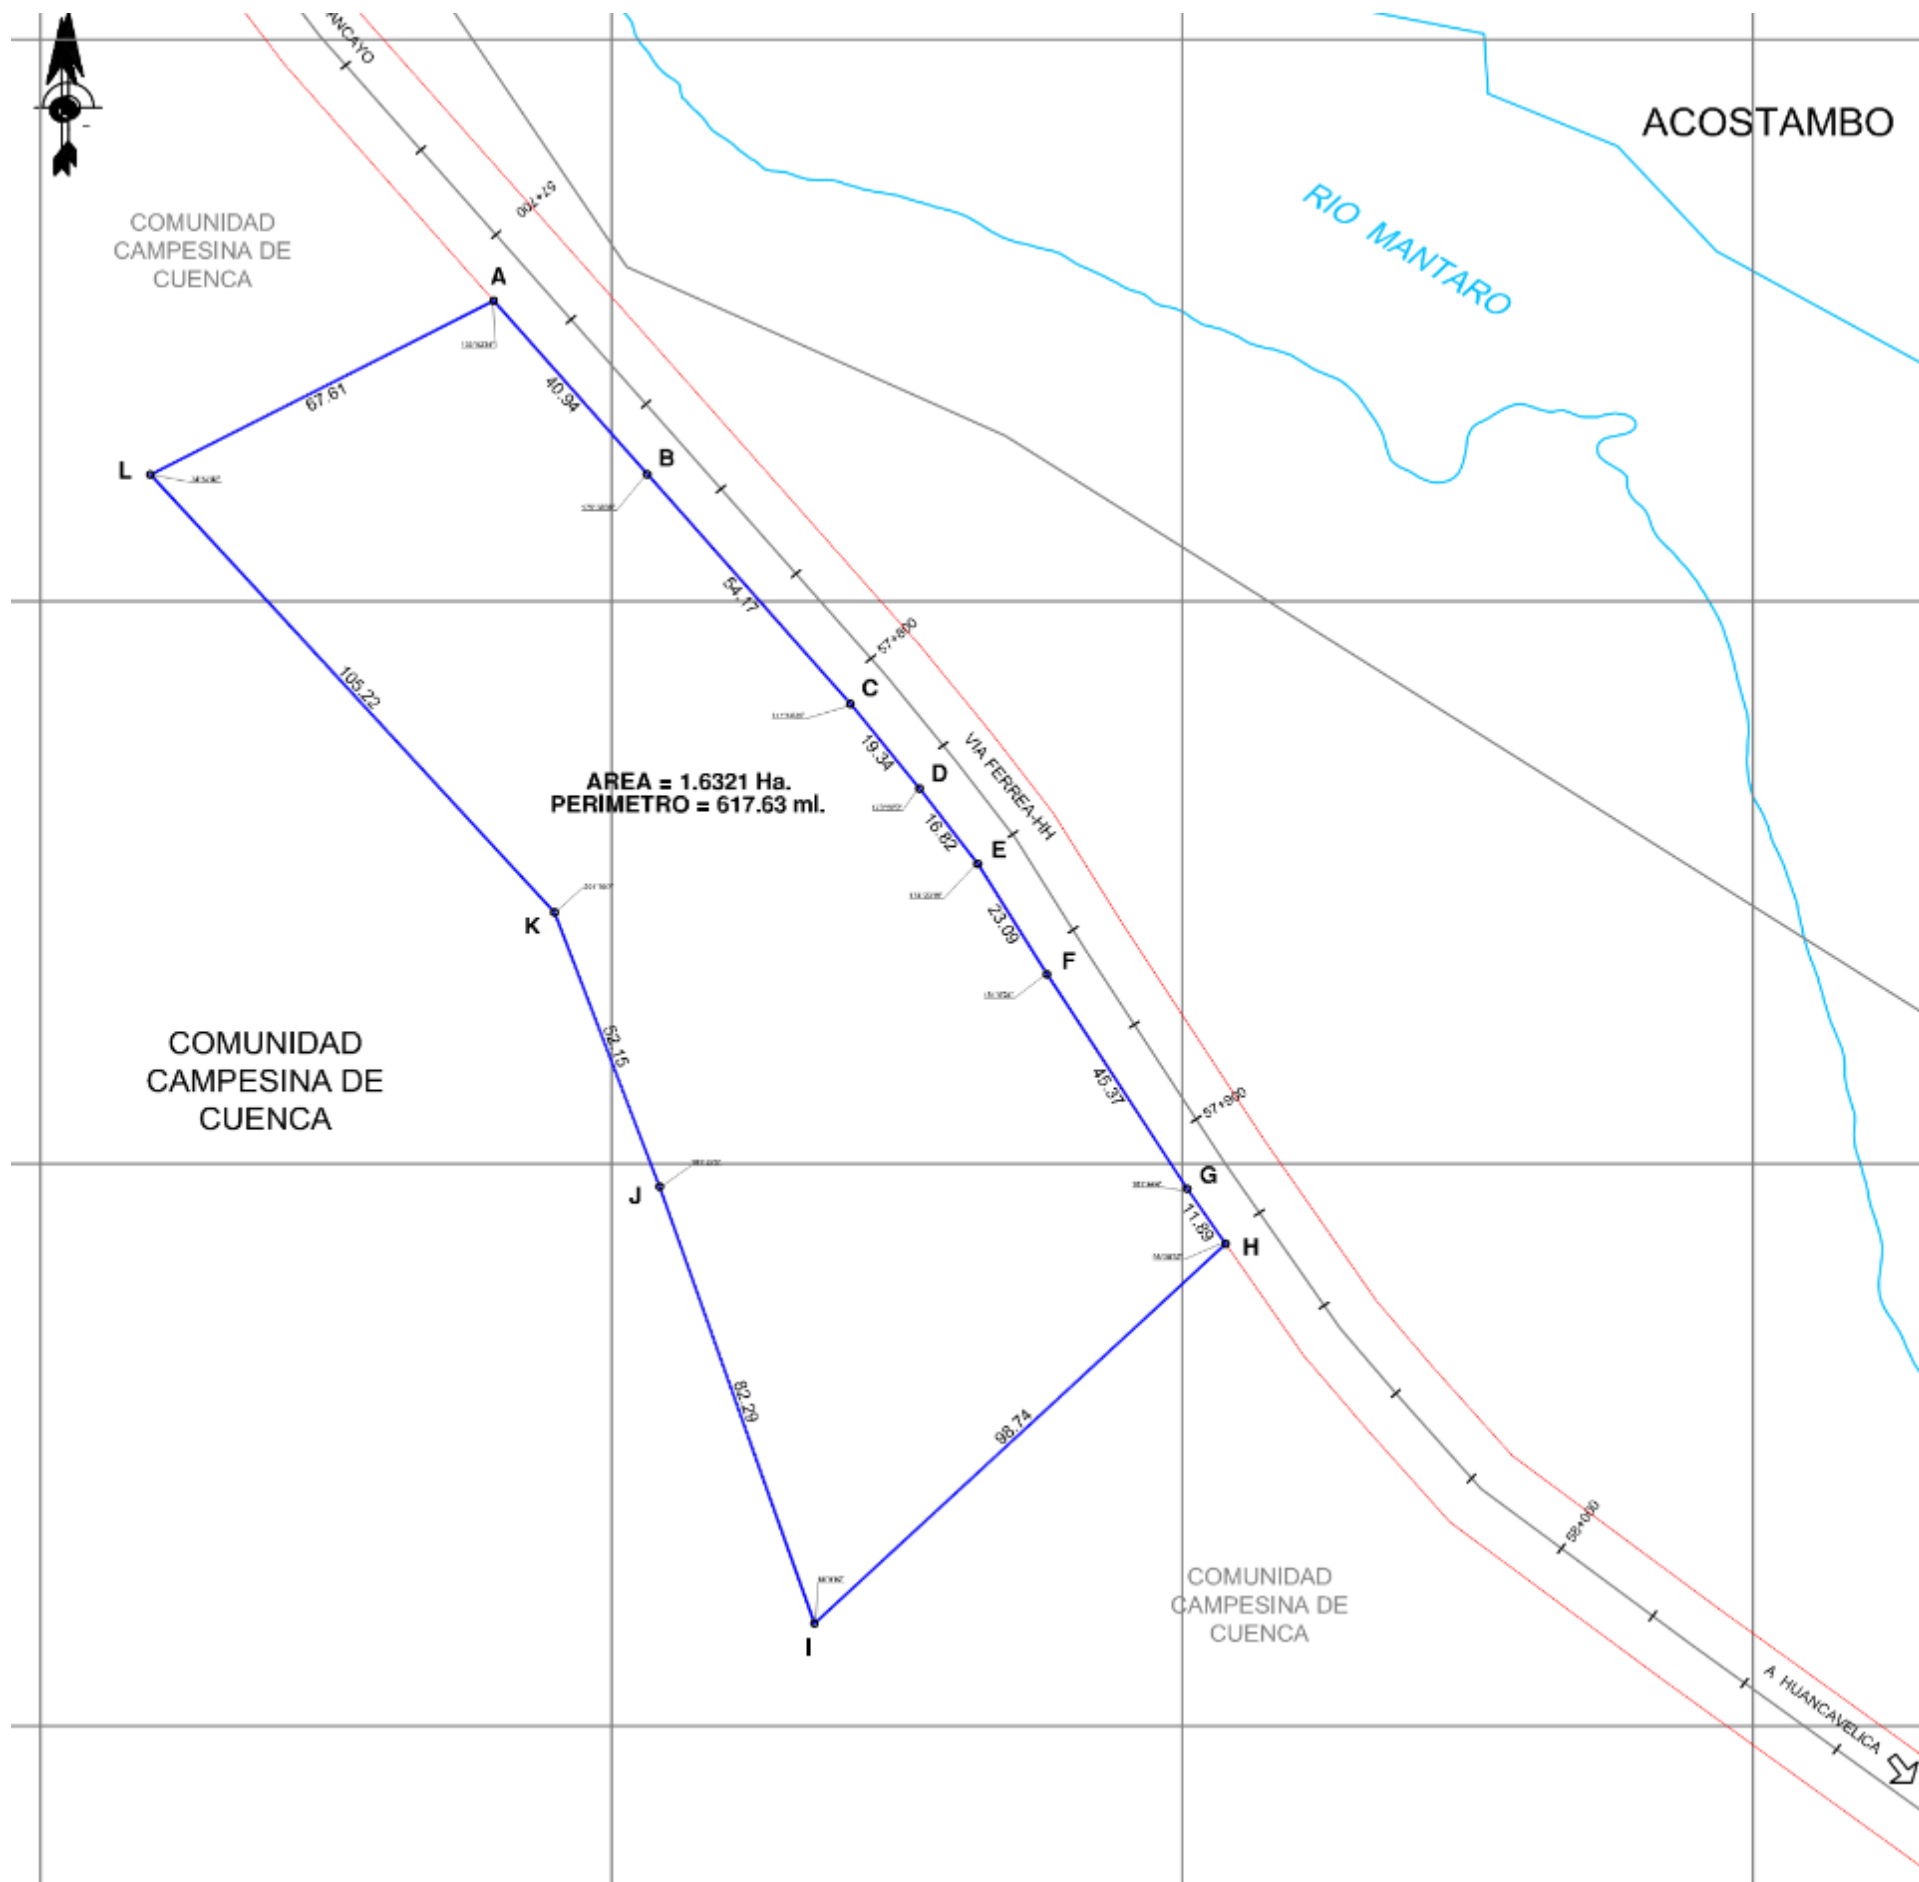 ANCAYO
ACOSTAMBO
RIO MANTARO
57+700
COMUNIDAD
CAMPESINA DE
CUENCA
A
67.61
40.94
L
B
54.17
57+800
105.22
C
19.34
VIA FERREA-HH
D
AREA = 1.6321 Ha.
PERIMETRO = 617.63 ml.
16.82
E
23.09
K
F
COMUNIDAD
CAMPESINA DE
CUENCA
52.15
45.37
57+900
J
G
11.89
H
82.29
98.74
58+000
I
COMUNIDAD
CAMPESINA DE
CUENCA
A HUANCAVELICA